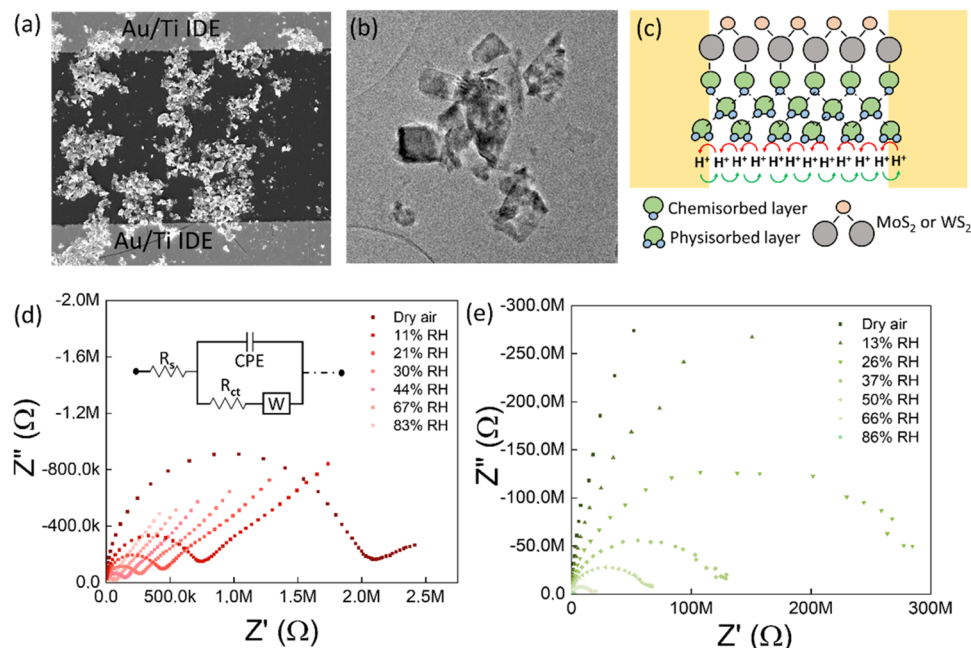 (a)
Au/Ti IDE
Au/Ti IDE
(b)
(c)
H⁺ H⁺ H⁺ H⁺ H⁺ H⁺ H⁺ H⁺ H⁺ H⁺
Chemisorbed layer
Physisorbed layer
MoS₂ or WS₂
(d)
-2.0M
-1.6M
-1.2M
-800.0k
-400.0k
0.0
Z'' (Ω)
Rₛ
CPE
R꜀ₜ
W
Dry air
11% RH
21% RH
30% RH
44% RH
67% RH
83% RH
0 500.0k 1.0M 1.5M 2.0M 2.5M
Z' (Ω)
(e)
-300.0M
-250.0M
-200.0M
-150.0M
-100.0M
-50.0M
0.0
Z'' (Ω)
Dry air
13% RH
26% RH
37% RH
50% RH
66% RH
86% RH
0 100M 200M 300M
Z' (Ω)